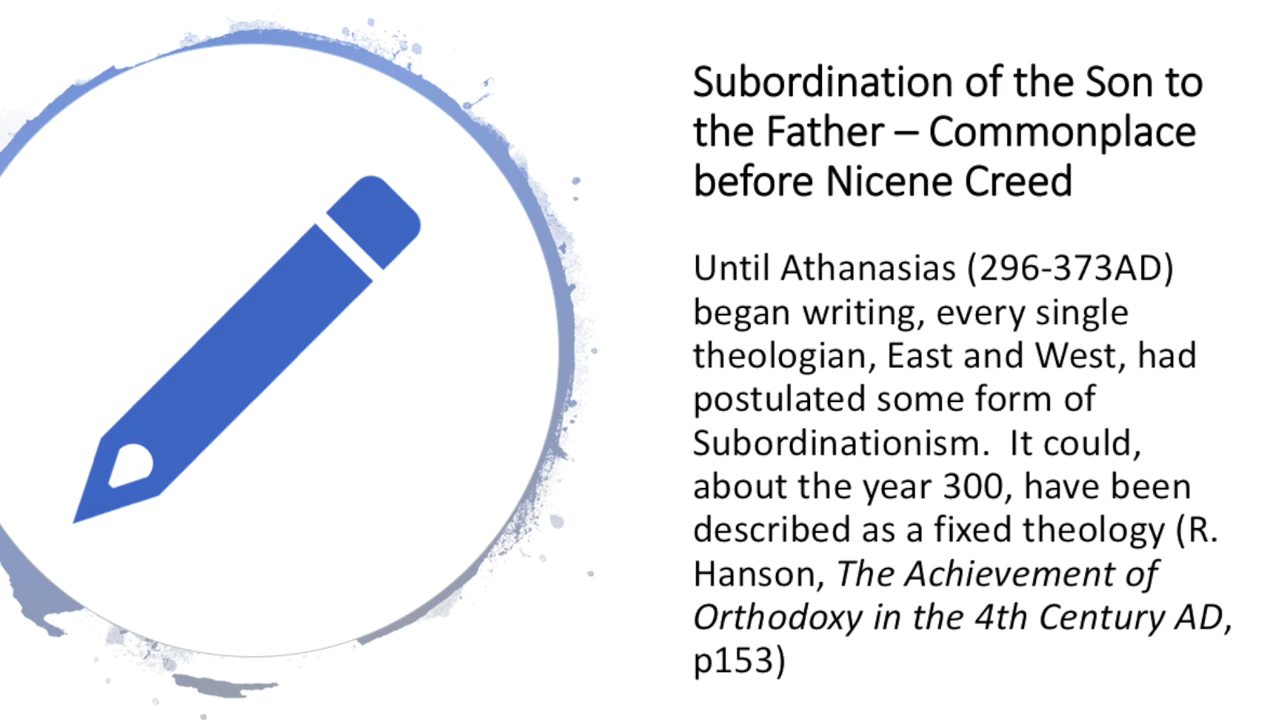 Subordination of the Son to
the Father – Commonplace
before Nicene Creed
Until Athanasias (296-373AD)
began writing, every single
theologian, East and West, had
postulated some form of
Subordinationism.  It could,
about the year 300, have been
described as a fixed theology (R.
Hanson, The Achievement of
Orthodoxy in the 4th Century AD,
p153)